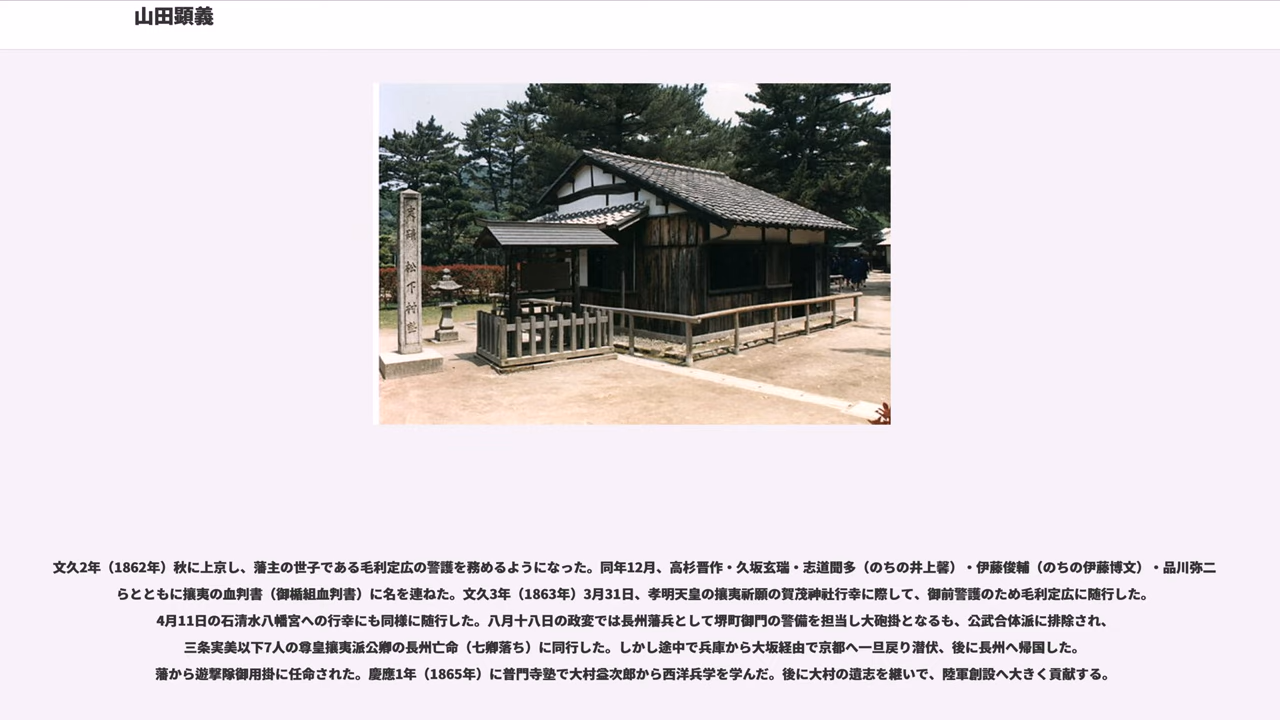 山田顕義
史蹟 松下村塾
文久2年（1862年）秋に上京し、藩主の世子である毛利定広の警護を務めるようになった。同年12月、高杉晋作・久坂玄瑞・志道聞多（のちの井上馨）・伊藤俊輔（のちの伊藤博文）・品川弥二
らとともに攘夷の血判書（御楯組血判書）に名を連ねた。文久3年（1863年）3月31日、孝明天皇の攘夷祈願の賀茂神社行幸に際して、御前警護のため毛利定広に随行した。
4月11日の石清水八幡宮への行幸にも同様に随行した。八月十八日の政変では長州藩兵として堺町御門の警備を担当し大砲掛となるも、公武合体派に排除され、
三条実美以下7人の尊皇攘夷派公卿の長州亡命（七卿落ち）に同行した。しかし途中で兵庫から大坂経由で京都へ一旦戻り潜伏、後に長州へ帰国した。
藩から遊撃隊御用掛に任命された。慶應1年（1865年）に普門寺塾で大村益次郎から西洋兵学を学んだ。後に大村の遺志を継いで、陸軍創設へ大きく貢献する。